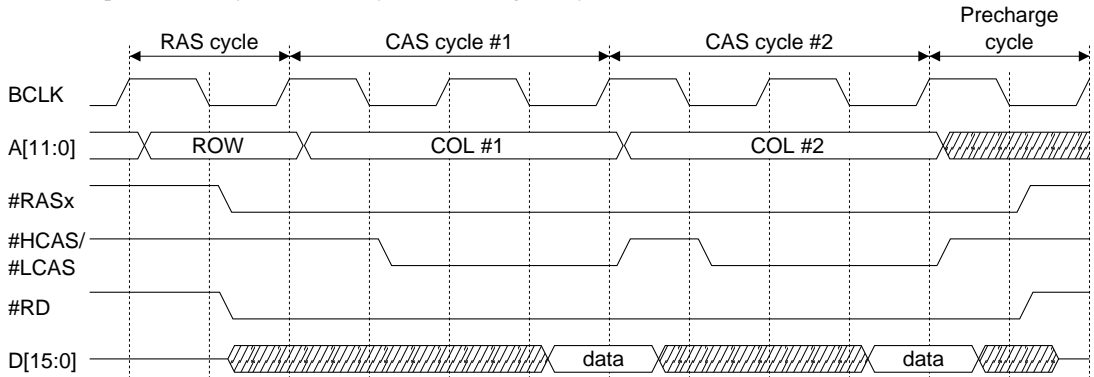 Precharge
RAS cycle CAS cycle #1 CAS cycle #2 cycle
BCLK
A[11:0] ROW COL #1 COL #2
#RASx
#HCAS/
#LCAS
#RD
D[15:0] data data